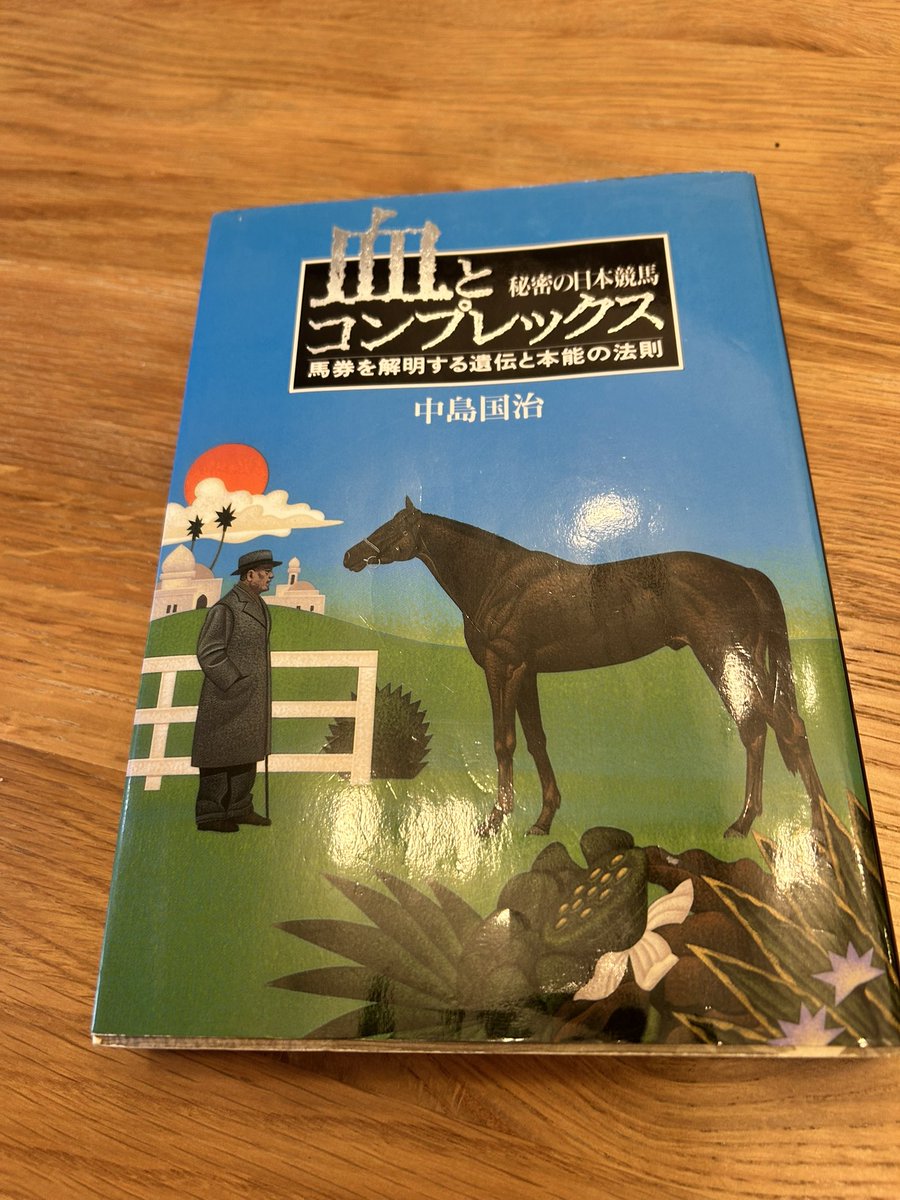 血と 秘密の日本競馬
コンプレックス
馬券を解明する遺伝と本能の法則
中島国治